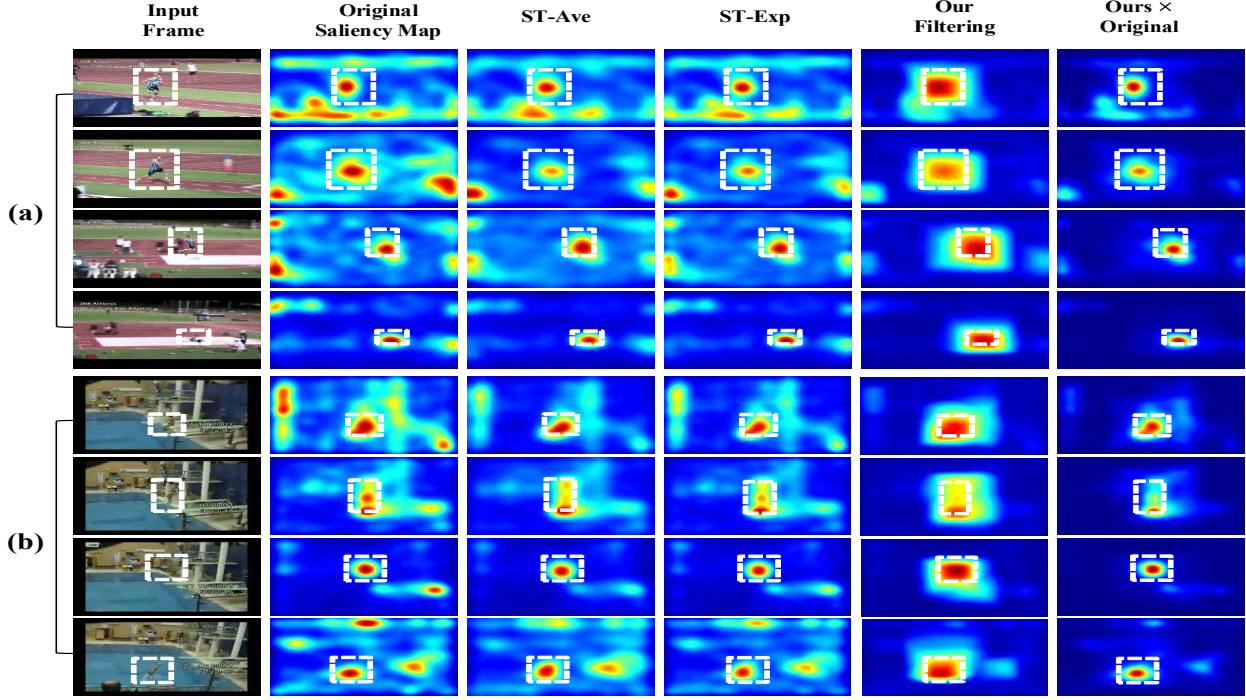 Input
Frame
Original
Saliency Map
ST-Ave
ST-Exp
Our
Filtering
Ours ×
Original
(a)
(b)